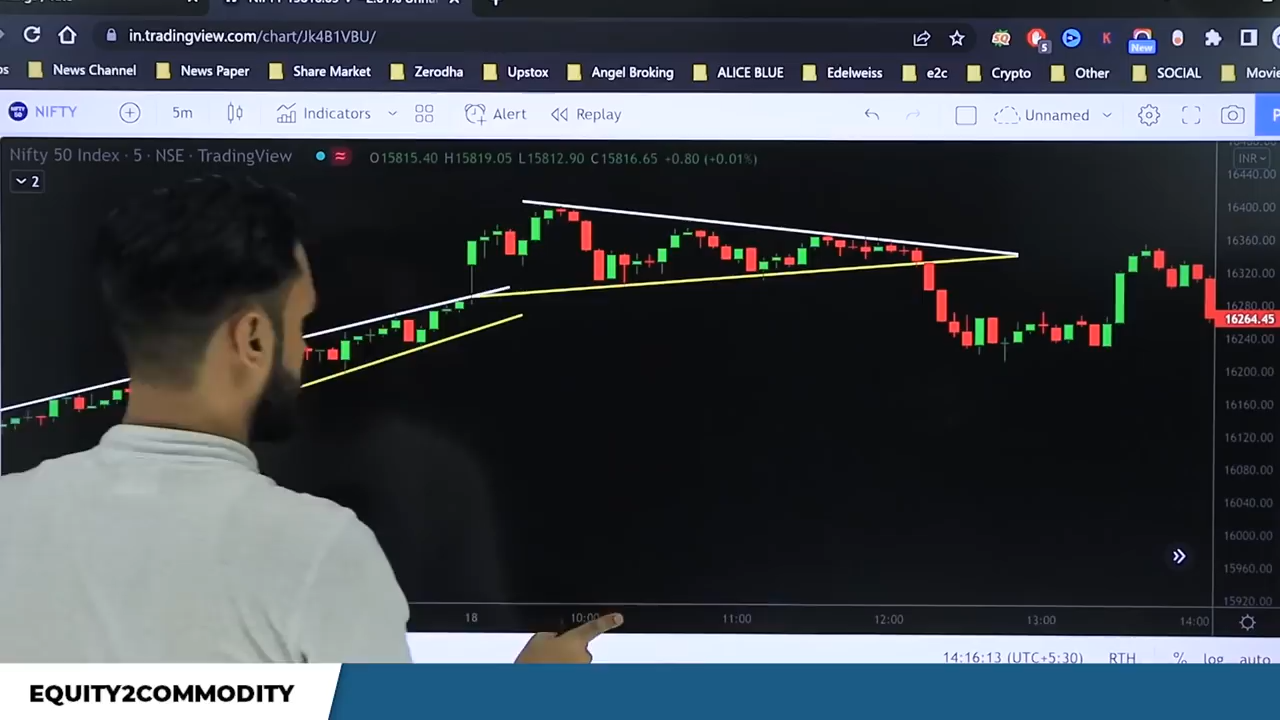 in.tradingview.com/chart/Jk4B1VBU/
New
News Channel News Paper Share Market Zerodha Upstox Angel Broking ALICE BLUE Edelweiss e2c Crypto Other SOCIAL Movie
NIFTY 5m Indicators Alert Replay Unnamed
Nifty 50 Index · 5 · NSE · TradingView O15815.40 H15819.05 L15812.90 C15816.65 +0.80 (+0.01%)
INR
2
16440.00
16400.00
16360.00
16320.00
16280.00
16264.45
16240.00
16200.00
16160.00
16120.00
16080.00
16040.00
16000.00
15960.00
15920.00
18 10:00 11:00 12:00 13:00 14:00
14:16:13 (UTC+5:30) RTH % log auto
EQUITY2COMMODITY